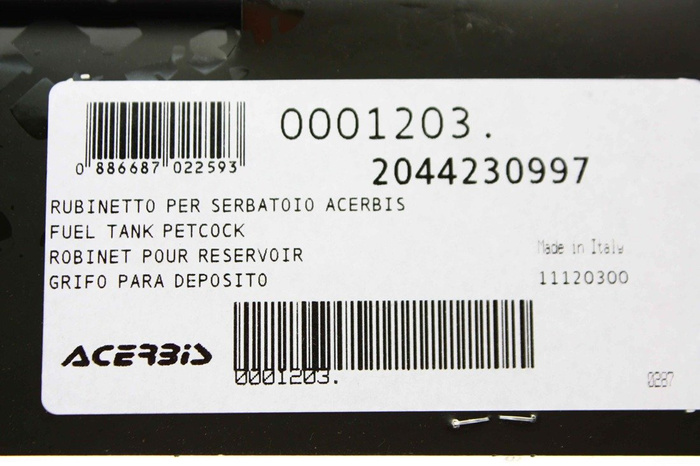 0001203.
0 886687 022593
2044230997
RUBINETTO PER SERBATOIO ACERBIS
FUEL TANK PETCOCK
ROBINET POUR RESERVOIR
Made in Italy
GRIFO PARA DEPOSITO
11120300
ACERBIS
0001203.
0287